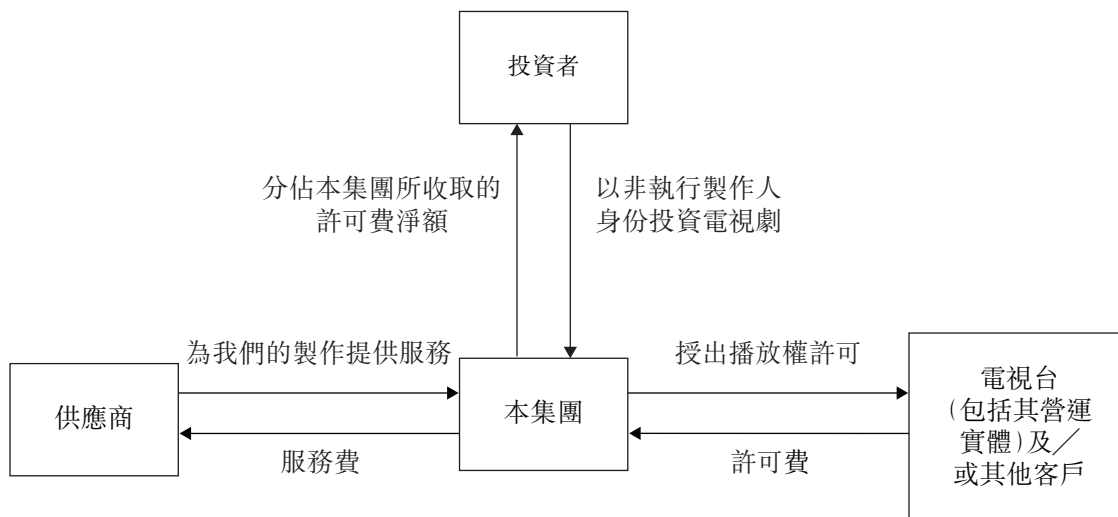 投資者
分佔本集團所收取的
許可費淨額
以非執行製作人
身份投資電視劇
為我們的製作提供服務
授出播放權許可
供應商
本集團
電視台
(包括其營運
實體)及╱
或其他客戶
服務費
許可費